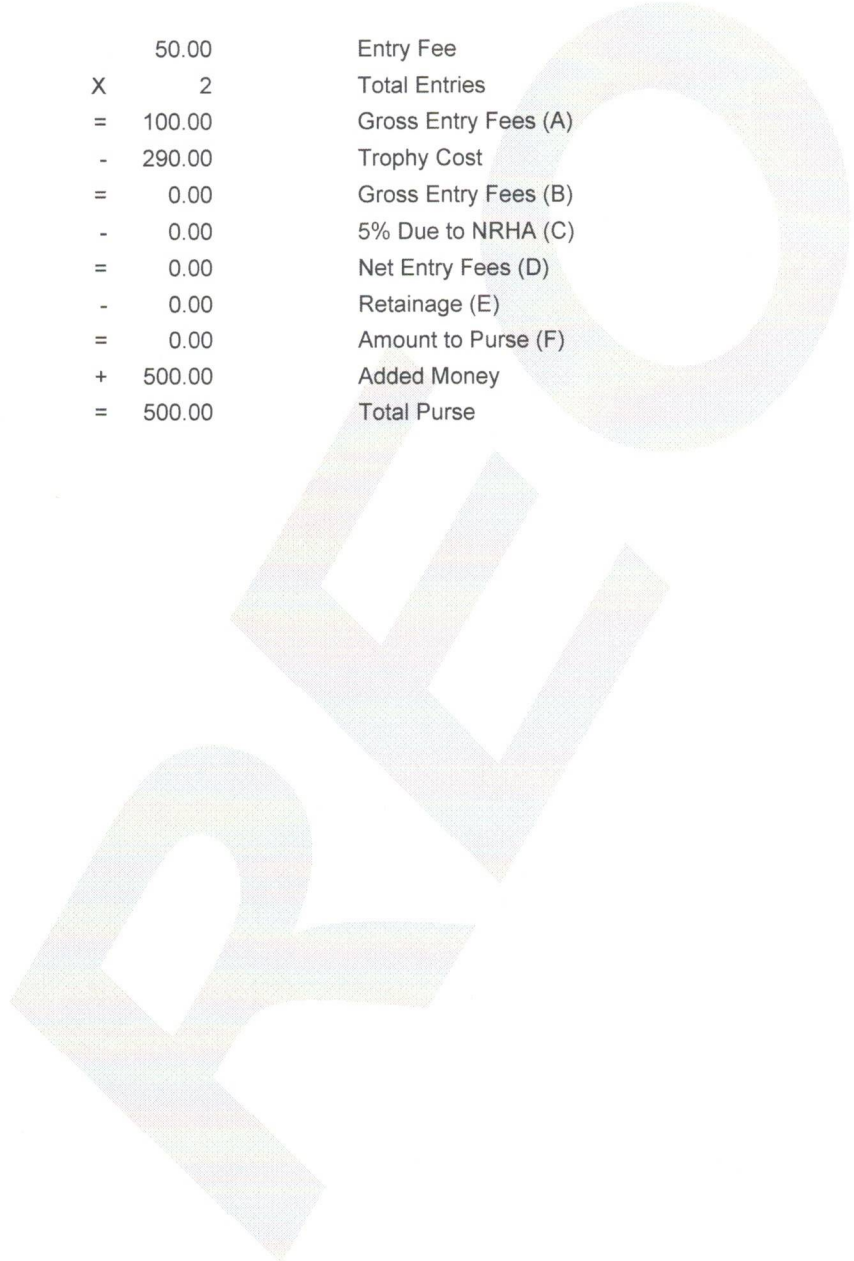 50.00 Entry Fee
X 2 Total Entries
= 100.00 Gross Entry Fees (A)
- 290.00 Trophy Cost
= 0.00 Gross Entry Fees (B)
- 0.00 5% Due to NRHA (C)
= 0.00 Net Entry Fees (D)
- 0.00 Retainage (E)
= 0.00 Amount to Purse (F)
+ 500.00 Added Money
= 500.00 Total Purse
REO